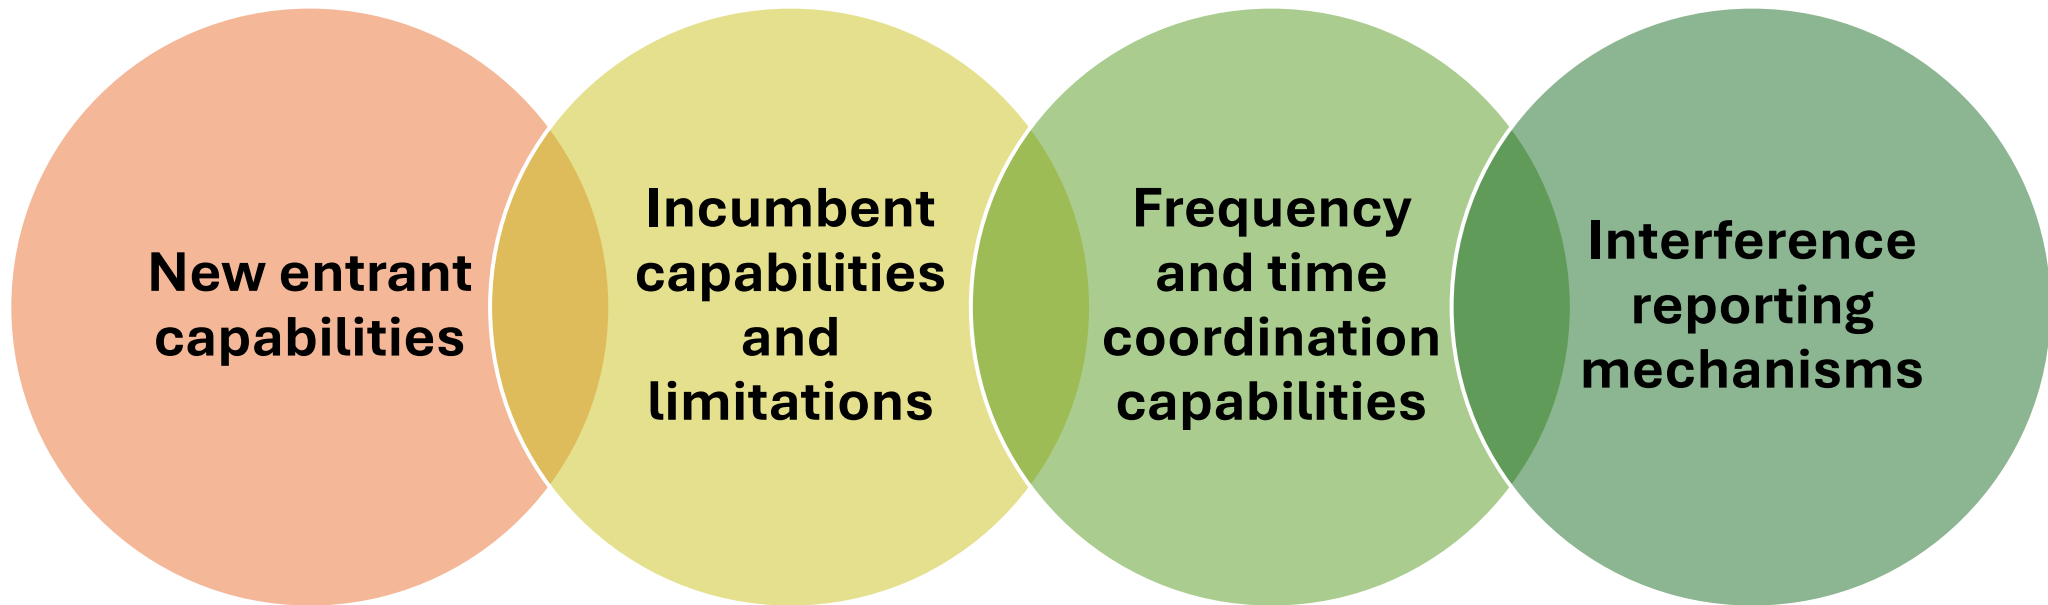 New entrant
capabilities
Incumbent
capabilities
and
limitations
Frequency
and time
coordination
capabilities
Interference
reporting
mechanisms